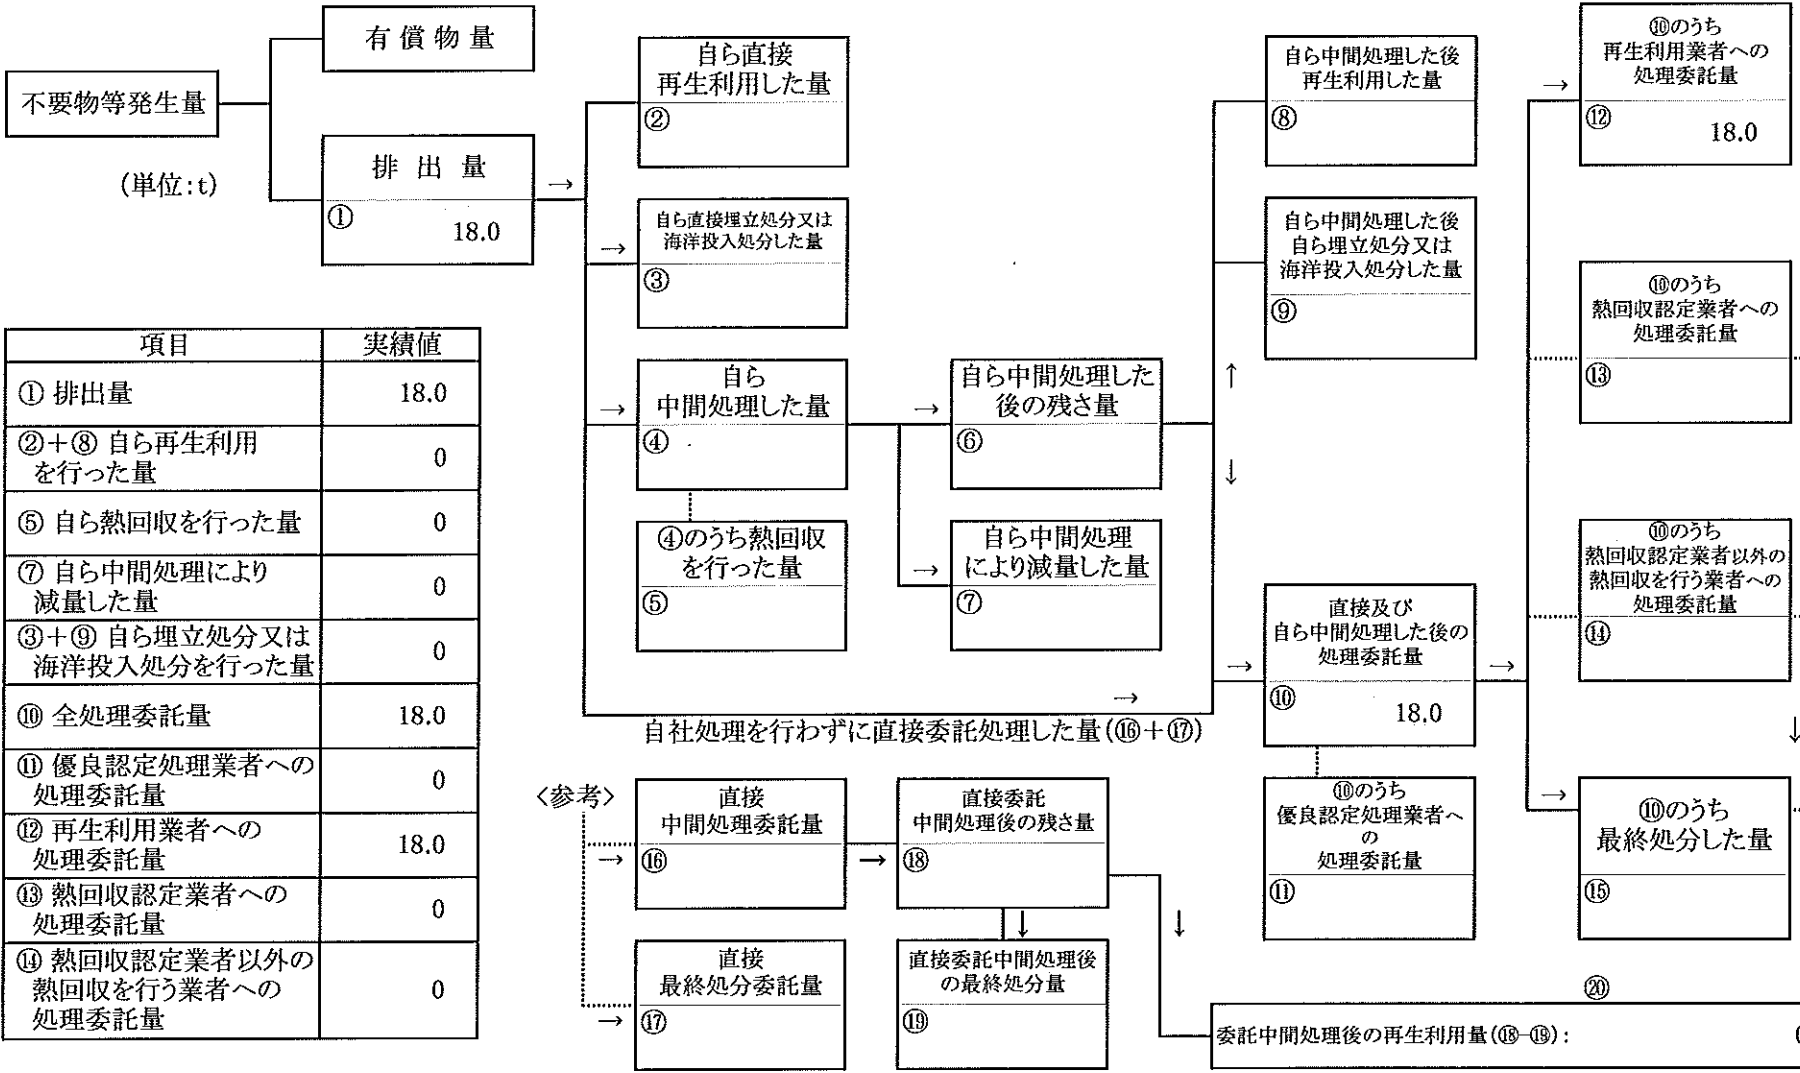 不要物等発生量
(単位:t)
有償物量
排出量
①
18.0
→
自ら直接
再生利用した量
②
→
自ら直接埋立処分又は
海洋投入処分した量
③
→
自ら
中間処理した量
④
④のうち熱回収
を行った量
⑤
→
自ら中間処理した
後の残さ量
⑥
→
自ら中間処理
により減量した量
⑦
→
自社処理を行わずに直接委託処理した量(⑯+⑰)
↑
↓
自ら中間処理した後
再生利用した量
⑧
自ら中間処理した後
自ら埋立処分又は
海洋投入処分した量
⑨
→
直接及び
自ら中間処理した後の
処理委託量
⑩
18.0
⑩のうち
優良認定処理業者へ
の
処理委託量
⑪
→
→
⑩のうち
再生利用業者への
処理委託量
⑫
18.0
⑩のうち
熱回収認定業者への
処理委託量
⑬
⑩のうち
熱回収認定業者以外の
熱回収を行う業者への
処理委託量
⑭
↓
→
⑩のうち
最終処分した量
⑮
項目 実績値
① 排出量 18.0
②+⑧ 自ら再生利用
を行った量 0
⑤ 自ら熱回収を行った量 0
⑦ 自ら中間処理により
減量した量 0
③+⑨ 自ら埋立処分又は
海洋投入処分を行った量 0
⑩ 全処理委託量 18.0
⑪ 優良認定処理業者への
処理委託量 0
⑫ 再生利用業者への
処理委託量 18.0
⑬ 熱回収認定業者への
処理委託量 0
⑭ 熱回収認定業者以外の
熱回収を行う業者への
処理委託量 0
〈参考〉
→
直接
中間処理委託量
⑯
→
直接委託
中間処理後の残さ量
⑱
↓
↓
→
直接
最終処分委託量
⑰
直接委託中間処理後
の最終処分量
⑲
⑳
委託中間処理後の再生利用量(⑱-⑲):